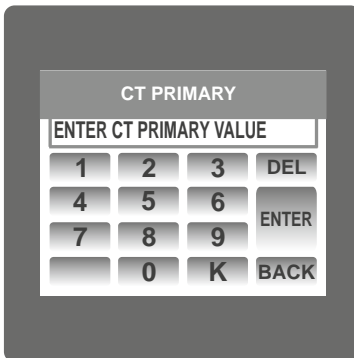 CT PRIMARY
ENTER CT PRIMARY VALUE
1 2 3 DEL
4 5 6 ENTER
7 8 9
0 K BACK